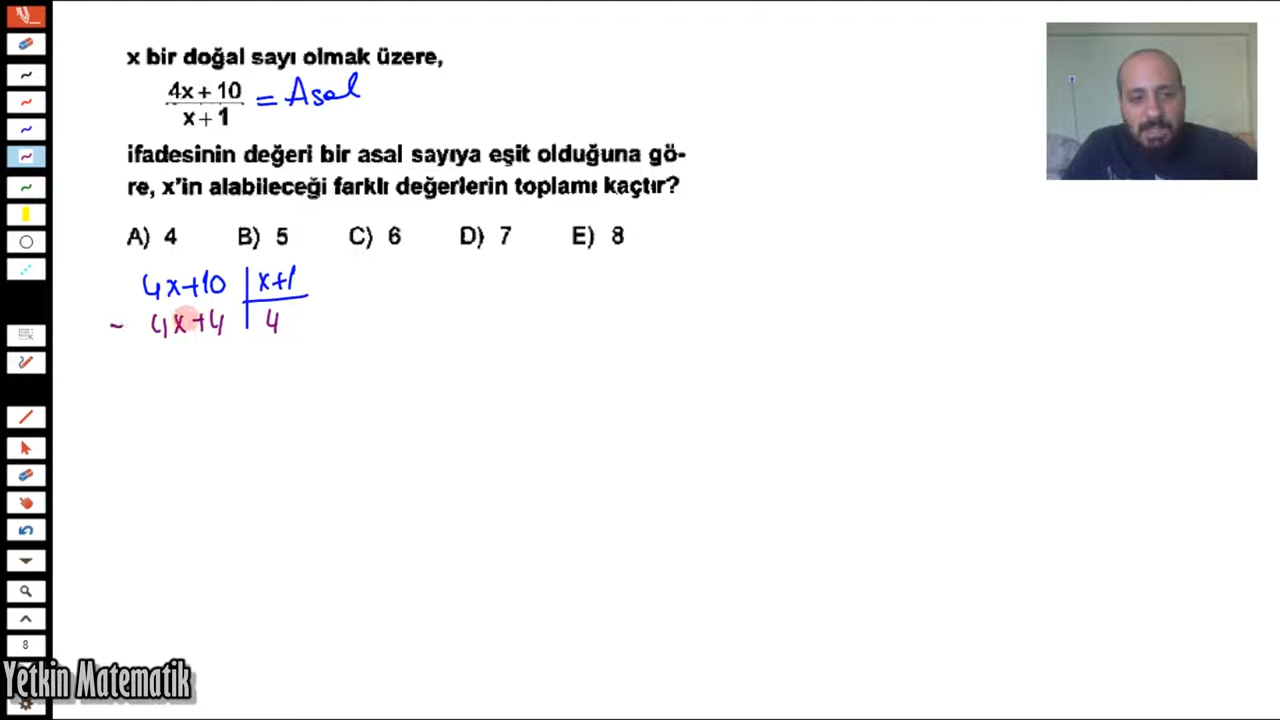 x bir doğal sayı olmak üzere,
4x + 10
x + 1
= Asal
ifadesinin değeri bir asal sayıya eşit olduğuna gö-
re, x'in alabileceği farklı değerlerin toplamı kaçtır?
A) 4 B) 5 C) 6 D) 7 E) 8
4x+10 | x+1
- 4x+4 | 4
8
Yetkin Matematik